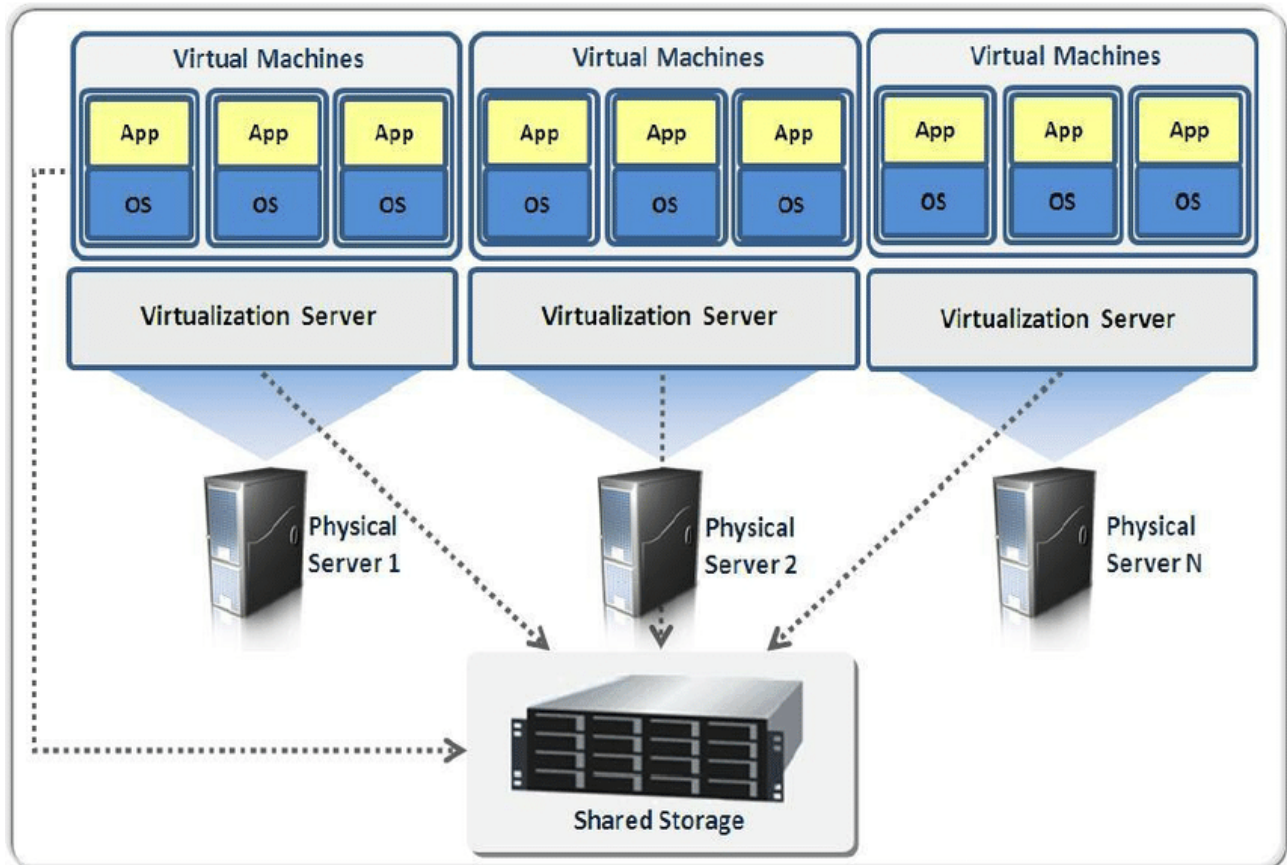 Virtual Machines
App
App
App
OS
OS
OS
Virtualization Server
Virtual Machines
App
App
App
OS
OS
OS
Virtualization Server
Virtual Machines
App
App
App
OS
OS
OS
Virtualization Server
Physical
Server 1
Physical
Server 2
Physical
Server N
Shared Storage